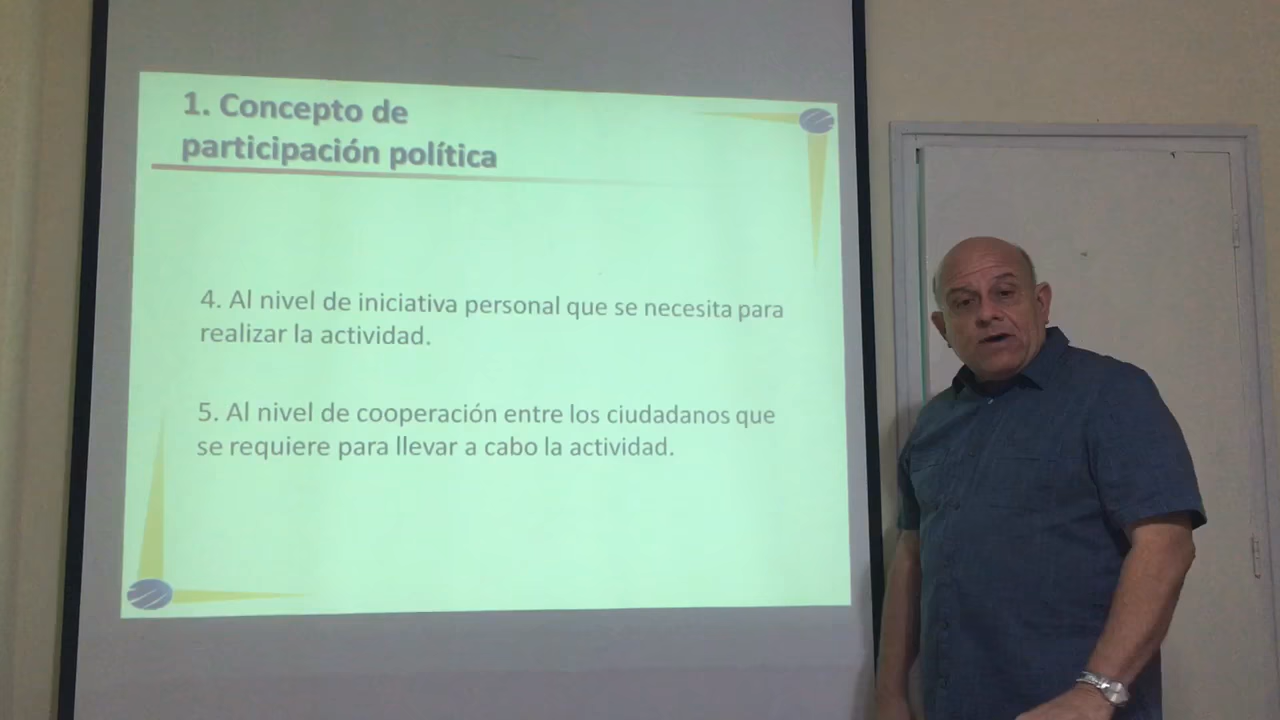 1. Concepto de
participación política
4. Al nivel de iniciativa personal que se necesita para
realizar la actividad.
5. Al nivel de cooperación entre los ciudadanos que
se requiere para llevar a cabo la actividad.